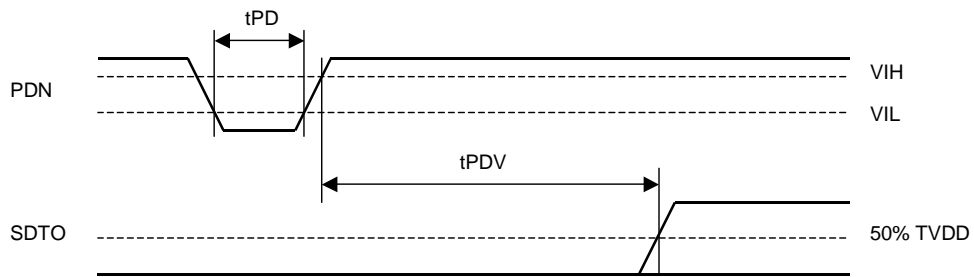 tPD
VIH
PDN
VIL
tPDV
SDTO
50% TVDD